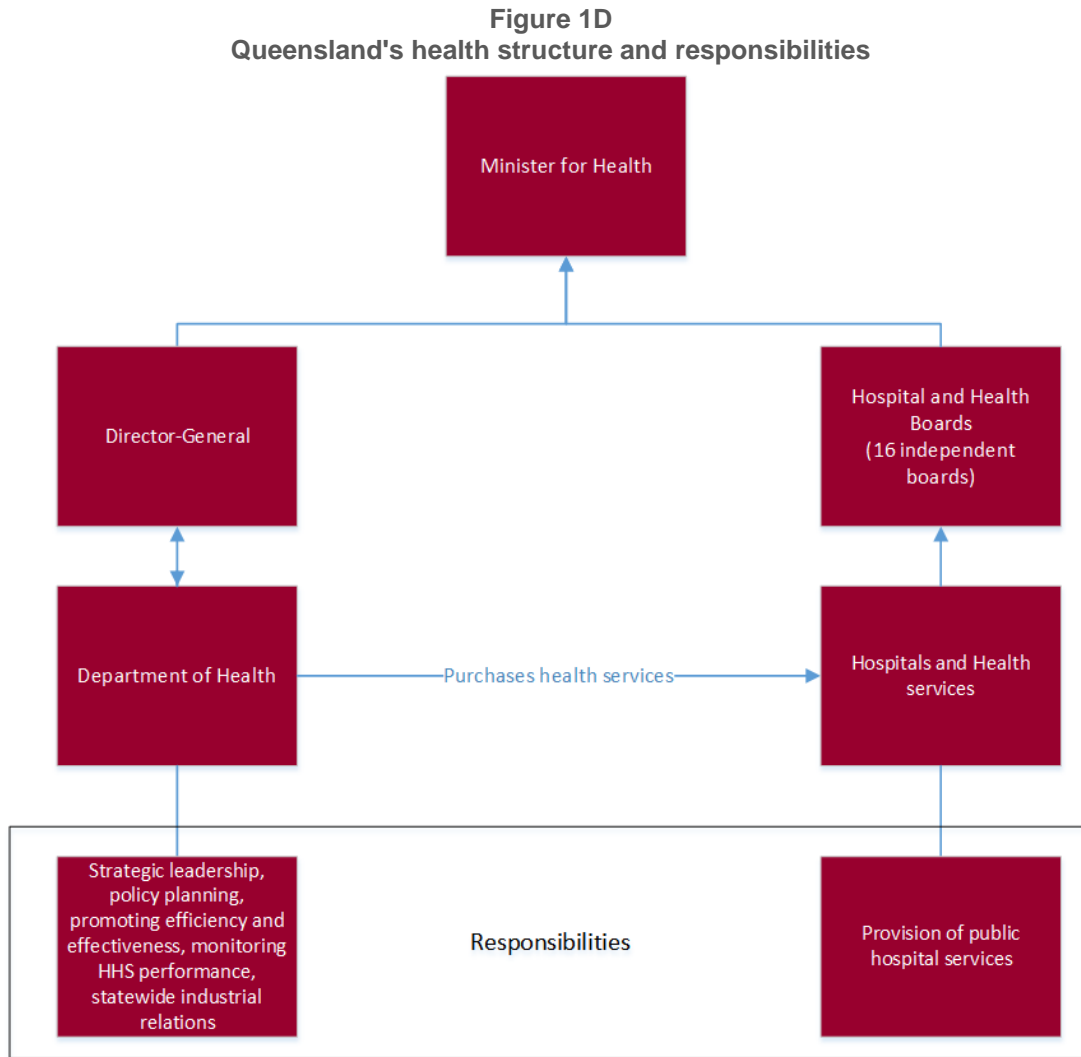 Figure 1D
Queensland's health structure and responsibilities
Minister for Health
Director-General
Hospital and Health
Boards
(16 independent
boards)
Department of Health
Purchases health services
Hospitals and Health
services
Strategic leadership,
policy planning,
promoting efficiency and
effectiveness, monitoring
HHS performance,
statewide industrial
relations
Responsibilities
Provision of public
hospital services